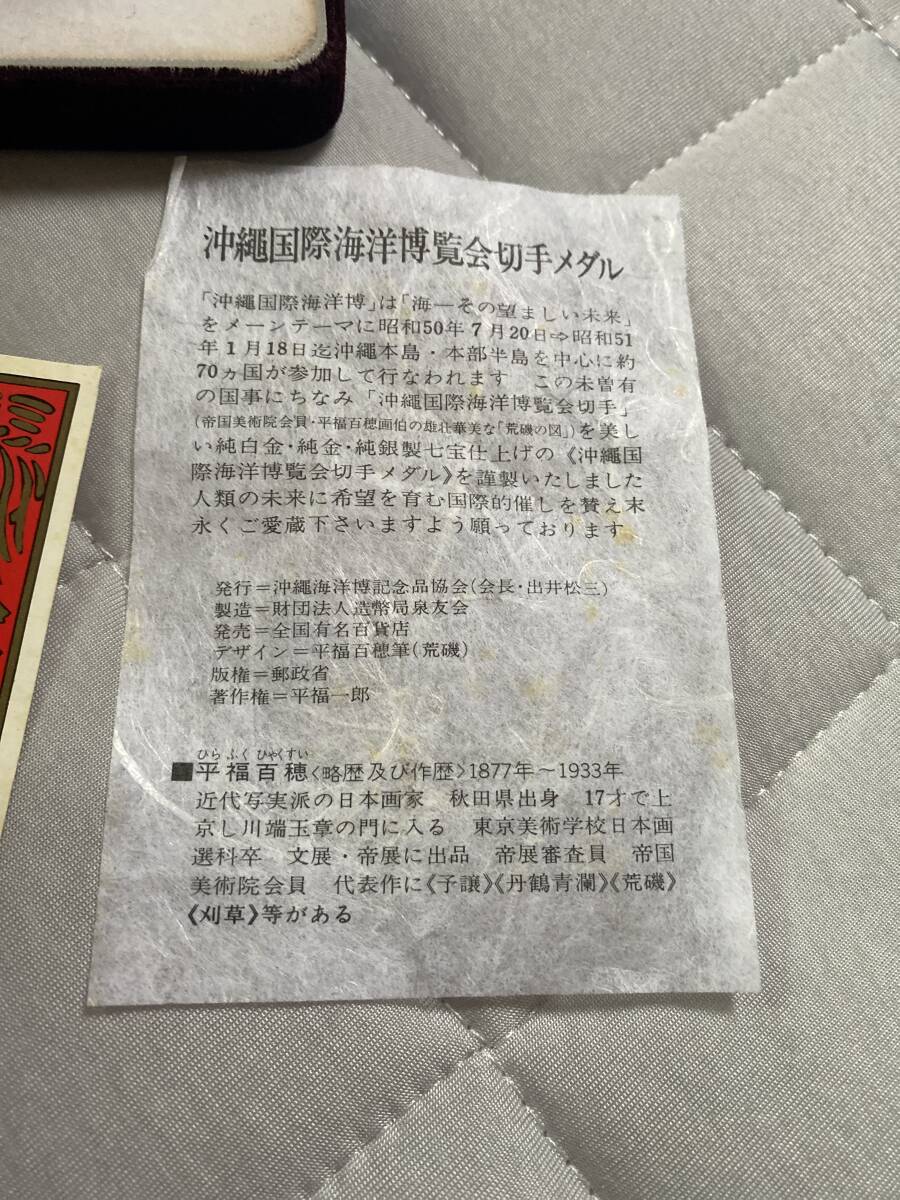 沖縄国際海洋博覧会切手メダル
「沖縄国際海洋博」は「海―その望ましい未来」
をメーンテーマに昭和50年7月20日⇨昭和51
年1月18日迄沖縄本島・本部半島を中心に約
70ヵ国が参加して行なわれます　この未曽有
の国事にちなみ「沖縄国際海洋博覧会切手」
(帝国美術院会員・平福百穂画伯の雄壮華美な「荒磯の図」)を美し
い純白金・純金・純銀製七宝仕上げの《沖縄国
際海洋博覧会切手メダル》を謹製いたしました
人類の未来に希望を育む国際的催しを賛え末
永くご愛蔵下さいますよう願っております
発行＝沖縄海洋博記念品協会(会長・出井松三)
製造＝財団法人造幣局泉友会
発売＝全国有名百貨店
デザイン＝平福百穂筆(荒磯)
版権＝郵政省
著作権＝平福一郎
ひらふくひゃくすい
■平福百穂〈略歴及び作歴〉1877年～1933年
近代写実派の日本画家　秋田県出身　17才で上
京し川端玉章の門に入る　東京美術学校日本画
選科卒　文展・帝展に出品　帝展審査員　帝国
美術院会員　代表作に《予譲》《丹鶴青瀾》《荒磯》
《刈草》等がある